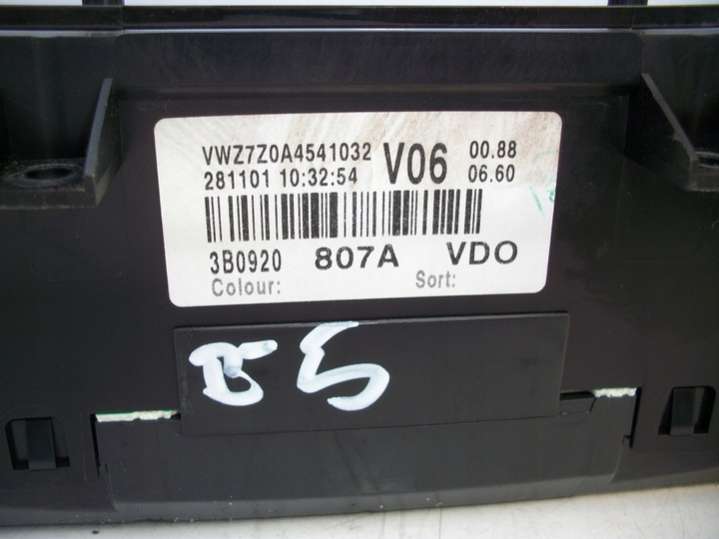 VWZ7Z0A4541032 V06 00.88
281101 10:32:54 06.60
3B0920 807A VDO
Colour: Sort:
B5